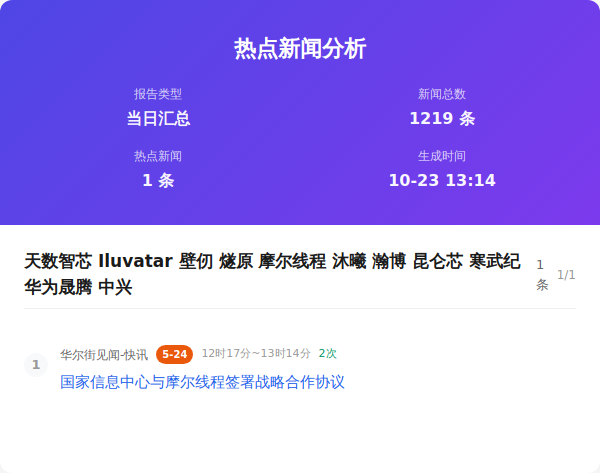 热点新闻分析
报告类型
新闻总数
当日汇总
1219 条
热点新闻
生成时间
1 条
10-23 13:14
天数智芯 Iluvatar 壁仞 燧原 摩尔线程 沐曦 瀚博 昆仑芯 寒武纪
华为晟腾 中兴
1
条
1/1
1
华尔街见闻-快讯 5-24 12时17分~13时14分 2次
国家信息中心与摩尔线程签署战略合作协议